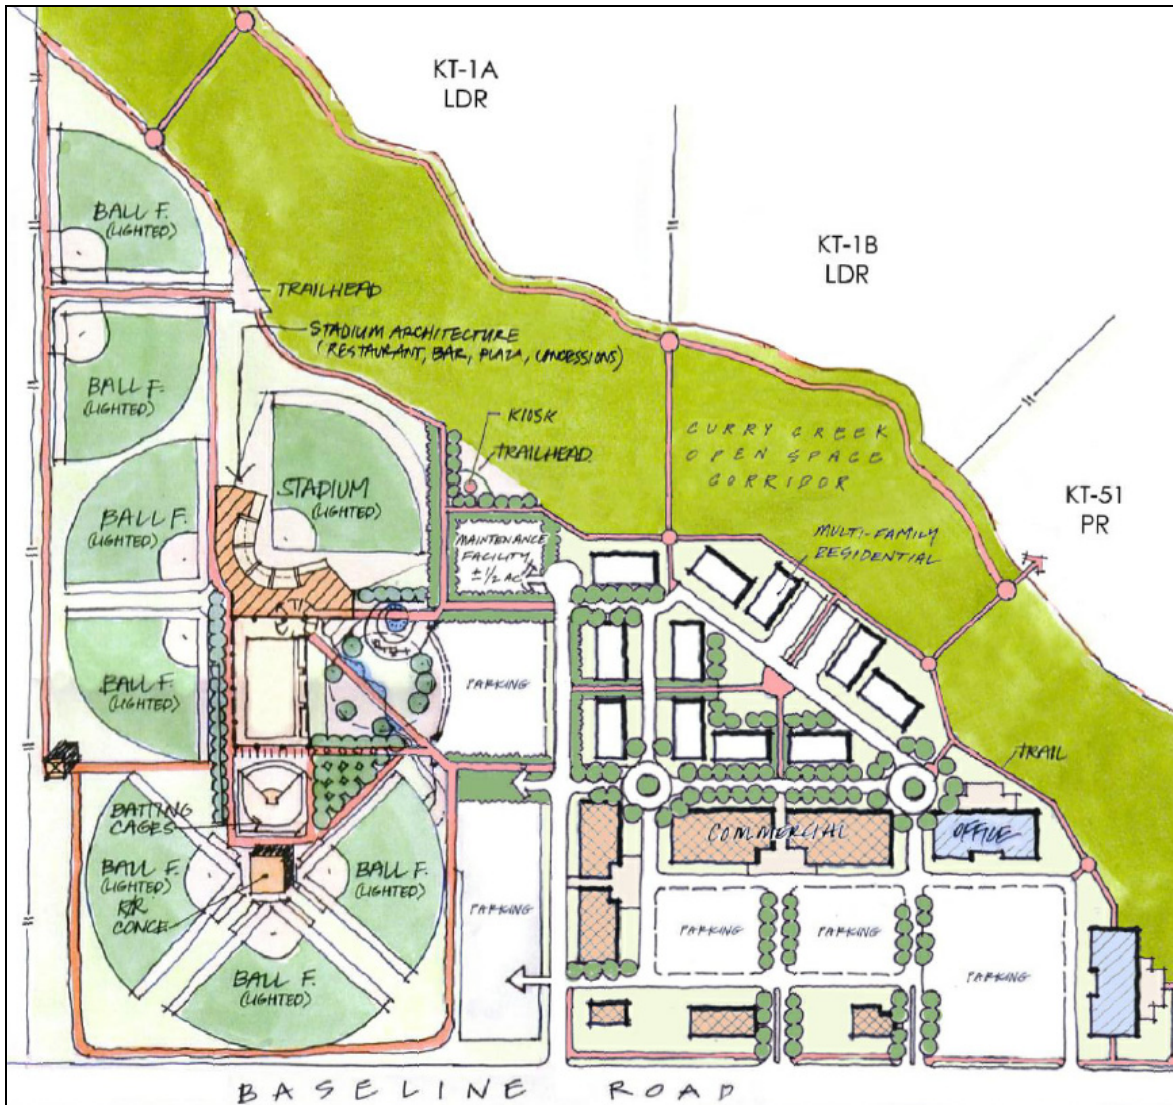 KT-1A
LDR
BALL F.
(LIGHTED)
KT-1B
LDR
TRAILHEAD
STADIUM ARCHITECTURE
(RESTAURANT, BAR, PLAZA, CONCESSIONS)
BALL F.
(LIGHTED)
KIOSK
TRAILHEAD
CURRY CREEK
OPEN SPACE
CORRIDOR
STADIUM
(LIGHTED)
KT-51
PR
BALL F.
(LIGHTED)
MAINTENANCE
FACILITY
± 1/2 AC
MULTI-FAMILY
RESIDENTIAL
BALL F.
(LIGHTED)
PARKING
TRAIL
BATTING
CAGES
COMMERCIAL
OFFICE
BALL F.
(LIGHTED)
R/R
CONCE
BALL F.
(LIGHTED)
PARKING
PARKING
PARKING
PARKING
BALL F.
(LIGHTED)
BASELINE ROAD